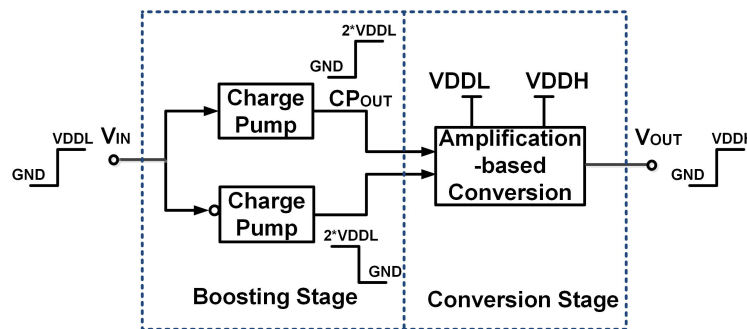 2*VDDL
GND
VDDL
GND
VIN
Charge
Pump
CPOUT
Charge
Pump
2*VDDL
GND
Boosting Stage
VDDL
VDDH
Amplification
-based
Conversion
VOUT
GND
Conversion Stage